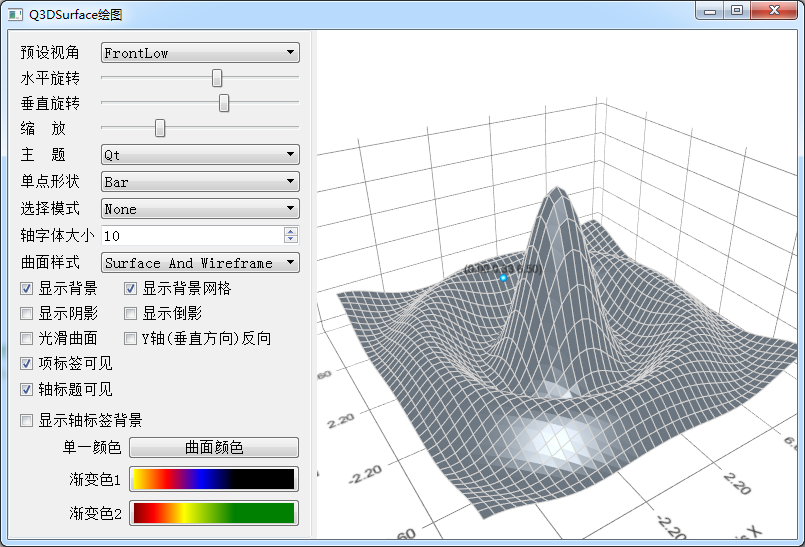 Q3DSurface绘图
预设视角 FrontLow
水平旋转
垂直旋转
缩 放
主 题 Qt
单点形状 Bar
选择模式 None
轴字体大小 10
曲面样式 Surface And Wireframe
显示背景 显示背景网格
显示阴影 显示倒影
光滑曲面 Y轴(垂直方向)反向
项标签可见
轴标题可见
显示轴标签背景
单一颜色 曲面颜色
渐变色1
渐变色2
60
2.20
-2.20
60
-2.20
X
2.20
6.